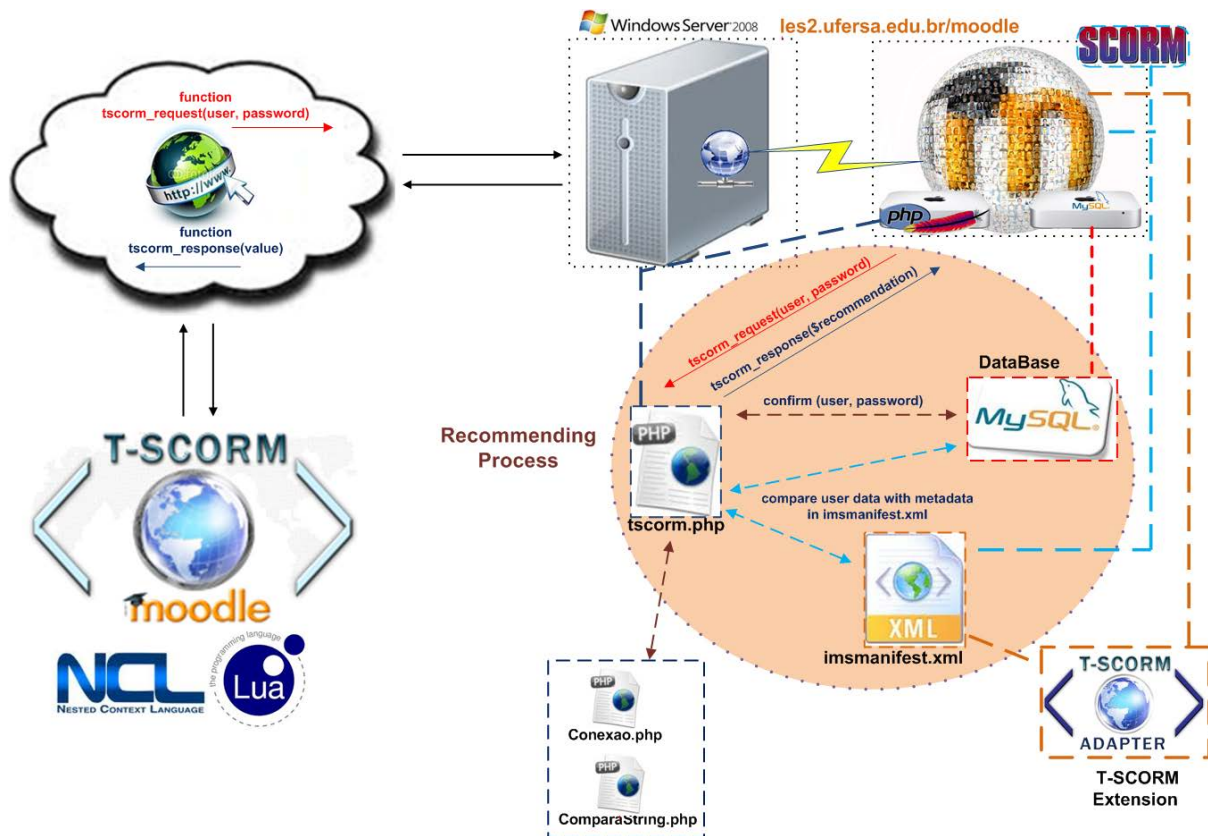 Windows Server 2008
les2.ufersa.edu.br/moodle
SCORM
function
tscorm_request(user, password)
http://www.
function
tscorm_response(value)
php
MySQL
tscorm_request(user, password)
tscorm_response($recommendation)
DataBase
MySQL
confirm (user, password)
Recommending
Process
PHP
tscorm.php
compare user data with metadata
in imsmanifest.xml
XML
imsmanifest.xml
T-SCORM
moodle
NCL
NESTED CONTEXT LANGUAGE
the programming language
Lua
PHP
Conexao.php
PHP
ComparaString.php
T-SCORM
ADAPTER
T-SCORM
Extension